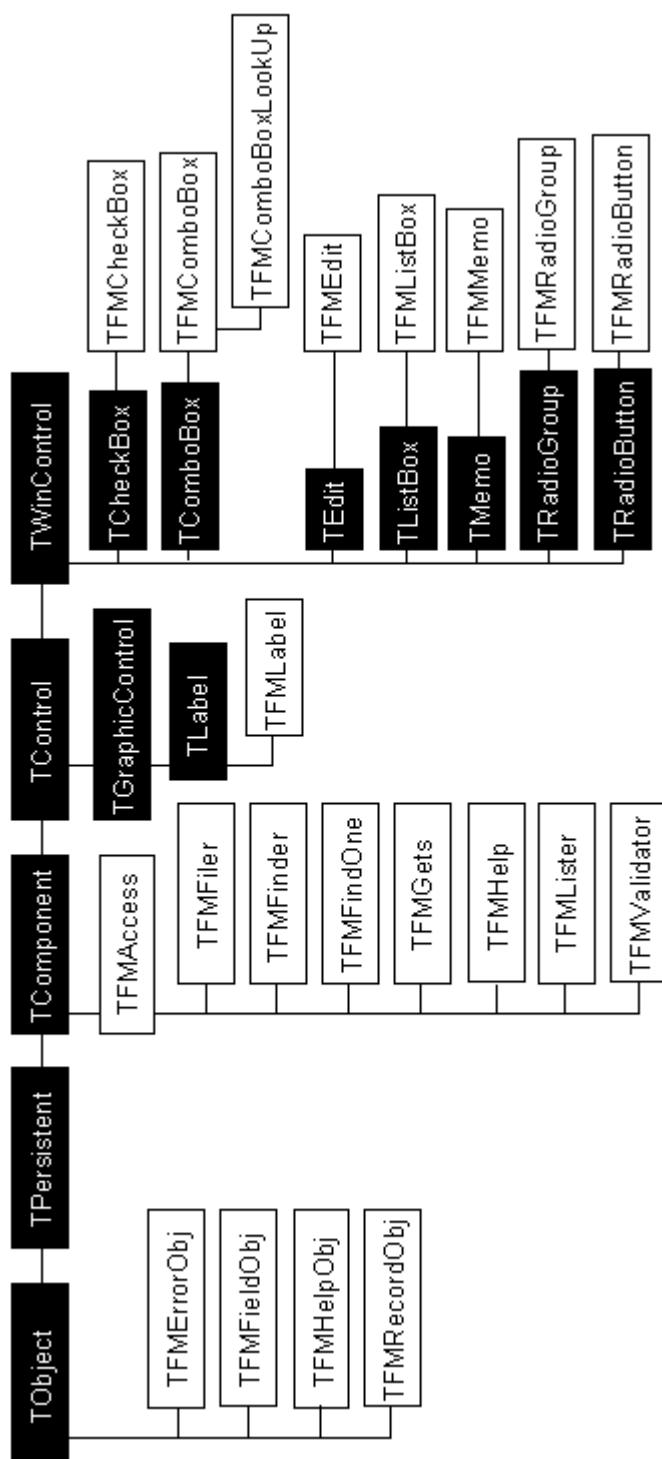 TObject
TFMErrorObj
TFMFieldObj
TFMHelpObj
TFMRecordObj
TPersistent
TComponent
TFMAccess
TFMFiler
TFMFinder
TFMFindOne
TFMGets
TFMHelp
TFMLister
TFMValidator
TControl
TGraphicControl
TLabel
TFMLabel
TWinControl
TCheckBox
TFMCheckBox
TComboBox
TFMComboBox
TFMComboBoxLookUp
TEdit
TFMEdit
TListBox
TFMListBox
TMemo
TFMMemo
TRadioGroup
TFMRadioGroup
TRadioButton
TFMRadioButton